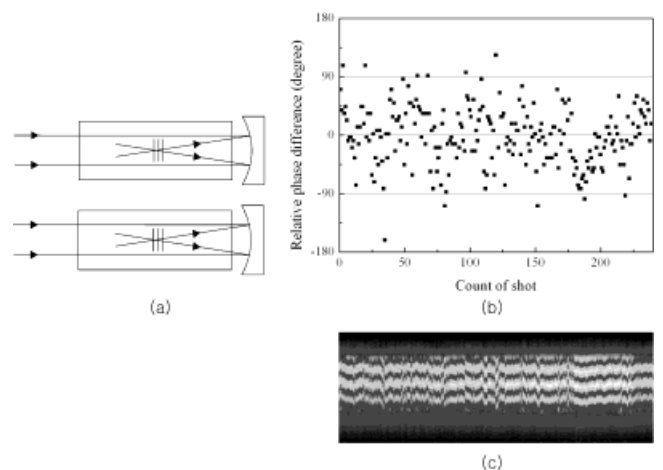 (a)
180
90
0
-90
-180
Relative phase difference (degree)
0 50 100 150 200
Count of shot
(b)
(c)